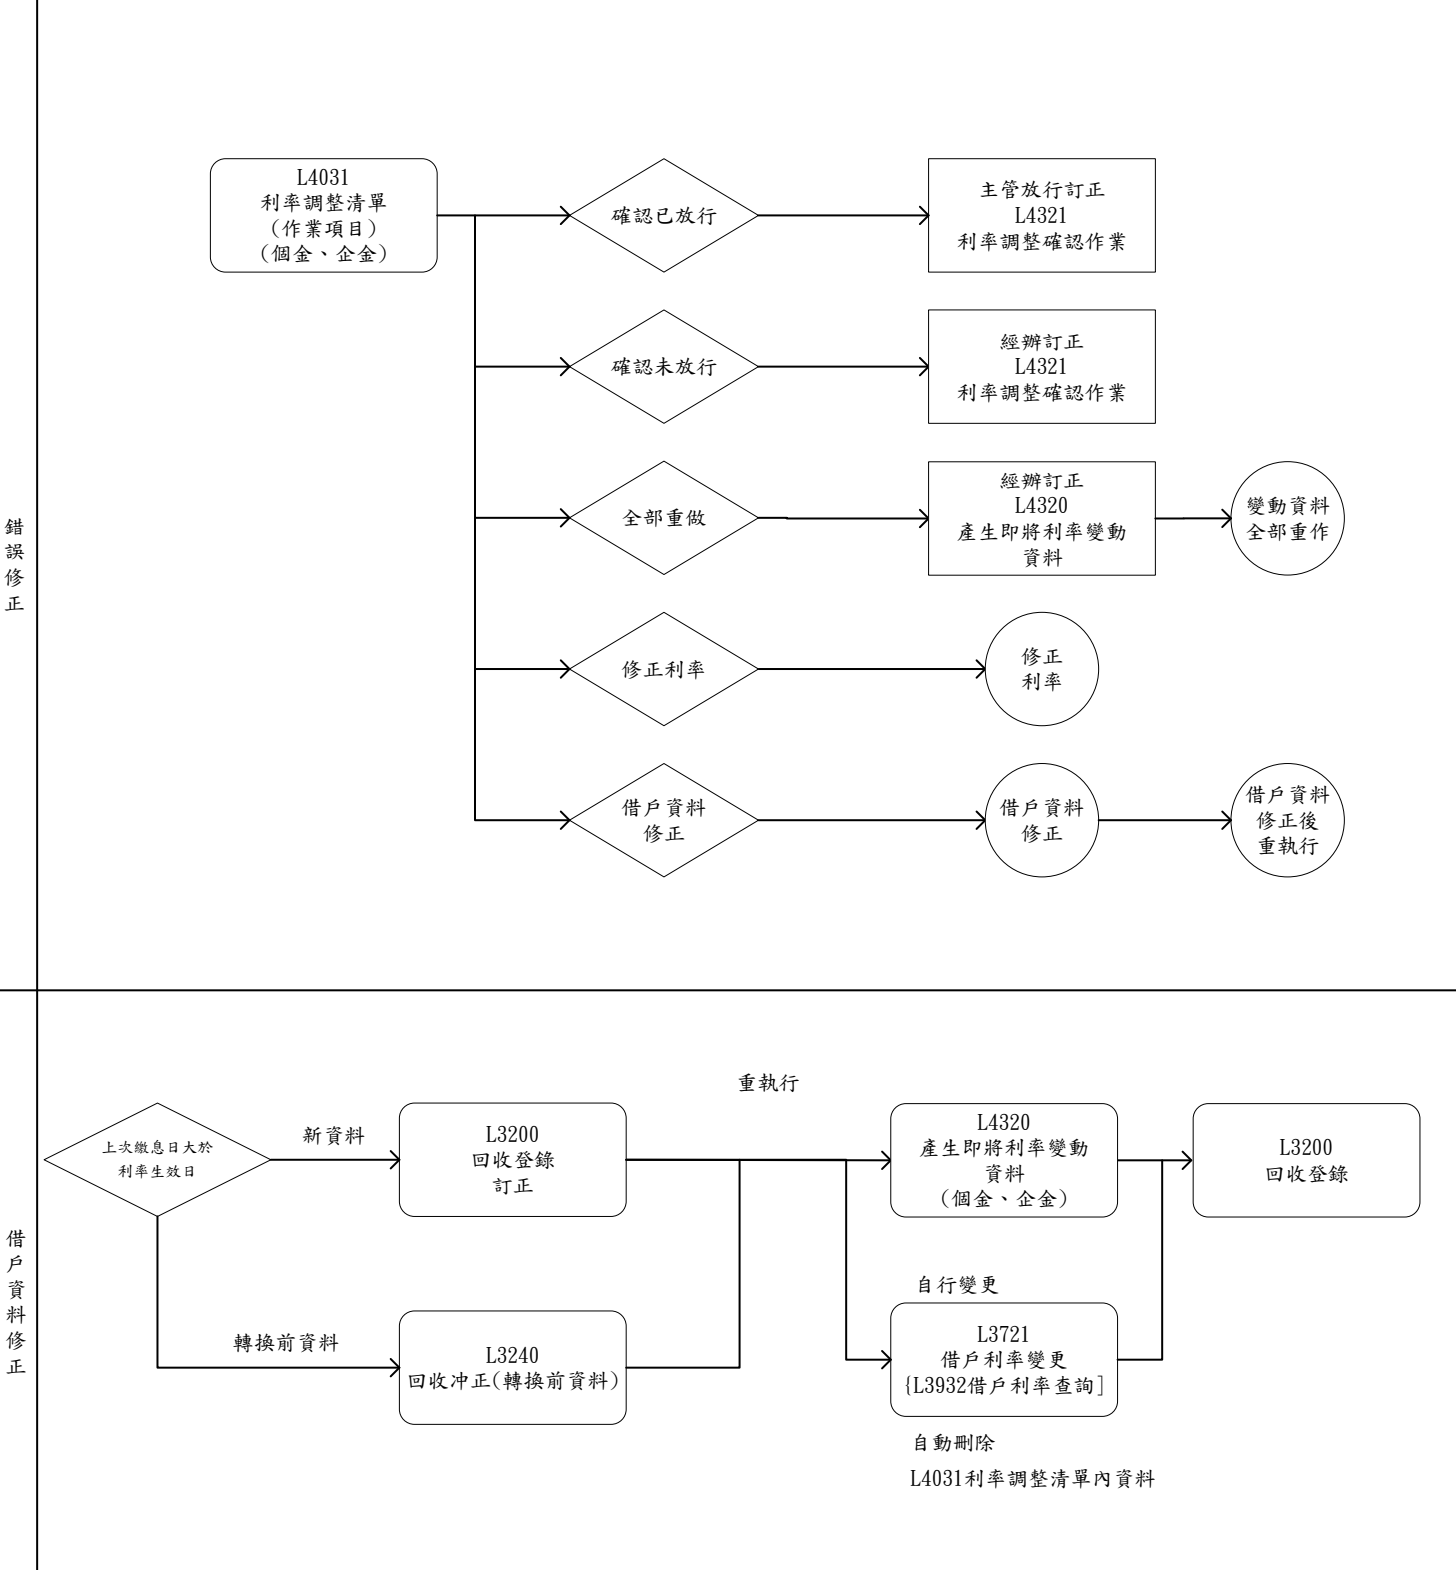 錯
誤
修
正
L4031
利率調整清單
(作業項目)
(個金、企金)
確認已放行
主管放行訂正
L4321
利率調整確認作業
確認未放行
經辦訂正
L4321
利率調整確認作業
全部重做
經辦訂正
L4320
產生即將利率變動
資料
變動資料
全部重作
修正利率
修正
利率
借戶資料
修正
借戶資料
修正
借戶資料
修正後
重執行
借
戶
資
料
修
正
上次繳息日大於
利率生效日
新資料
L3200
回收登錄
訂正
轉換前資料
L3240
回收冲正(轉換前資料)
重執行
L4320
產生即將利率變動
資料
(個金、企金)
L3200
回收登錄
自行變更
L3721
借戶利率變更
{L3932借戶利率查詢]
自動刪除
L4031利率調整清單內資料